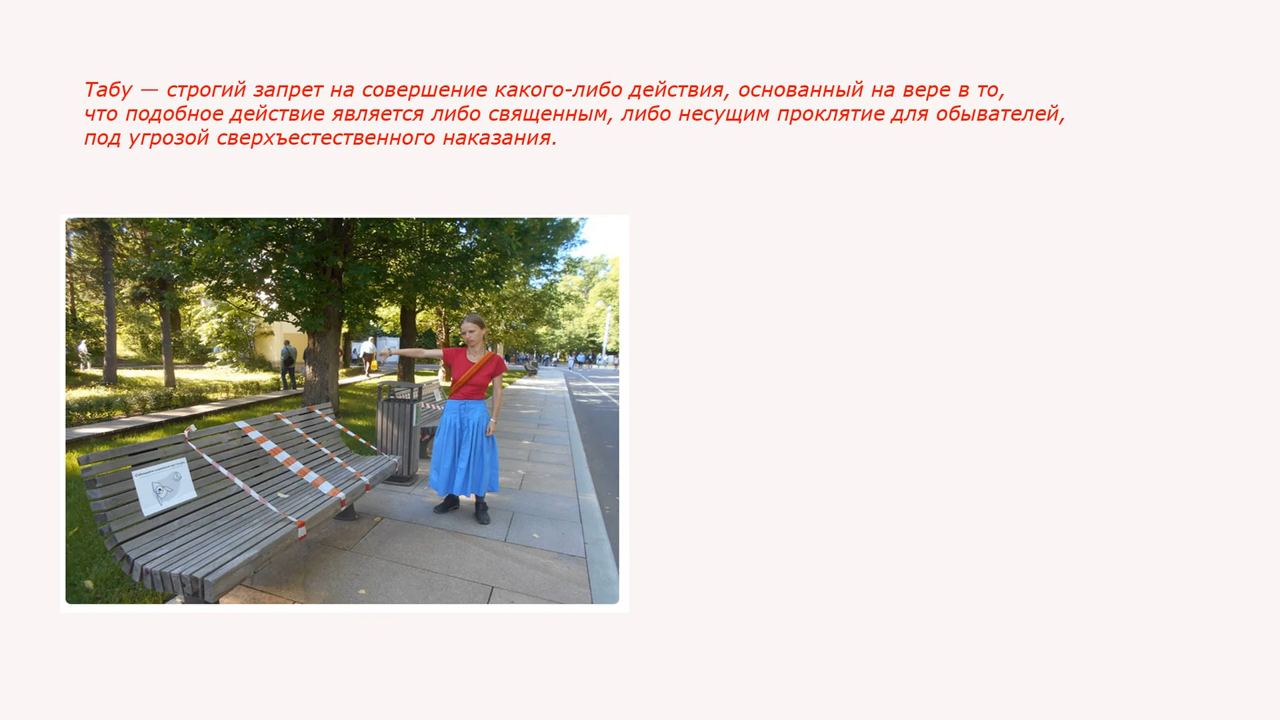 Табу — строгий запрет на совершение какого-либо действия, основанный на вере в то,
что подобное действие является либо священным, либо несущим проклятие для обывателей,
под угрозой сверхъестественного наказания.